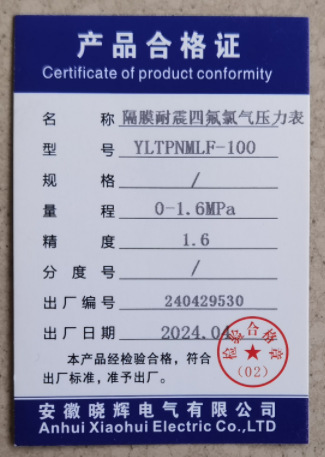 产品合格证
Certificate of product conformity
名 称 隔膜耐震四氟氯气压力表
型 号 YLTPNMLF-100
规 格 /
量 程 0-1.6MPa
精 度 1.6
分 度 号 /
出厂编号 240429530
出厂日期 2024.04
检验合格章
(02)
本产品经检验合格，符合
出厂标准，准予出厂。
安徽晓辉电气有限公司
Anhui Xiaohui Electric Co.,LTD